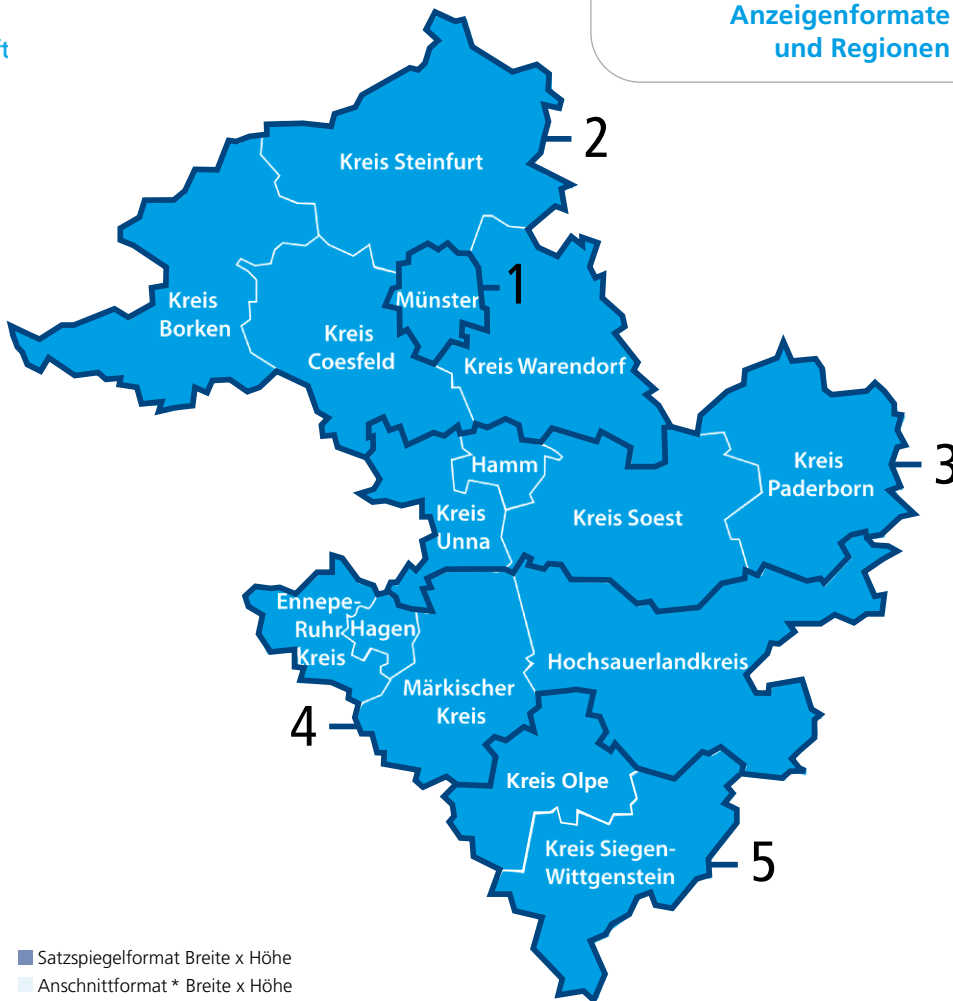 Anzeigenformate
und Regionen
ft
2
Kreis Steinfurt
1
Münster
Kreis
Borken
Kreis
Coesfeld
Kreis Warendorf
3
Kreis
Paderborn
Hamm
Kreis
Unna
Kreis Soest
Ennepe-
Ruhr
Kreis
Hagen
Hochsauerlandkreis
Märkischer
Kreis
4
Kreis Olpe
Kreis Siegen-
Wittgenstein
5
Satzspiegelformat Breite x Höhe
Anschnittformat * Breite x Höhe